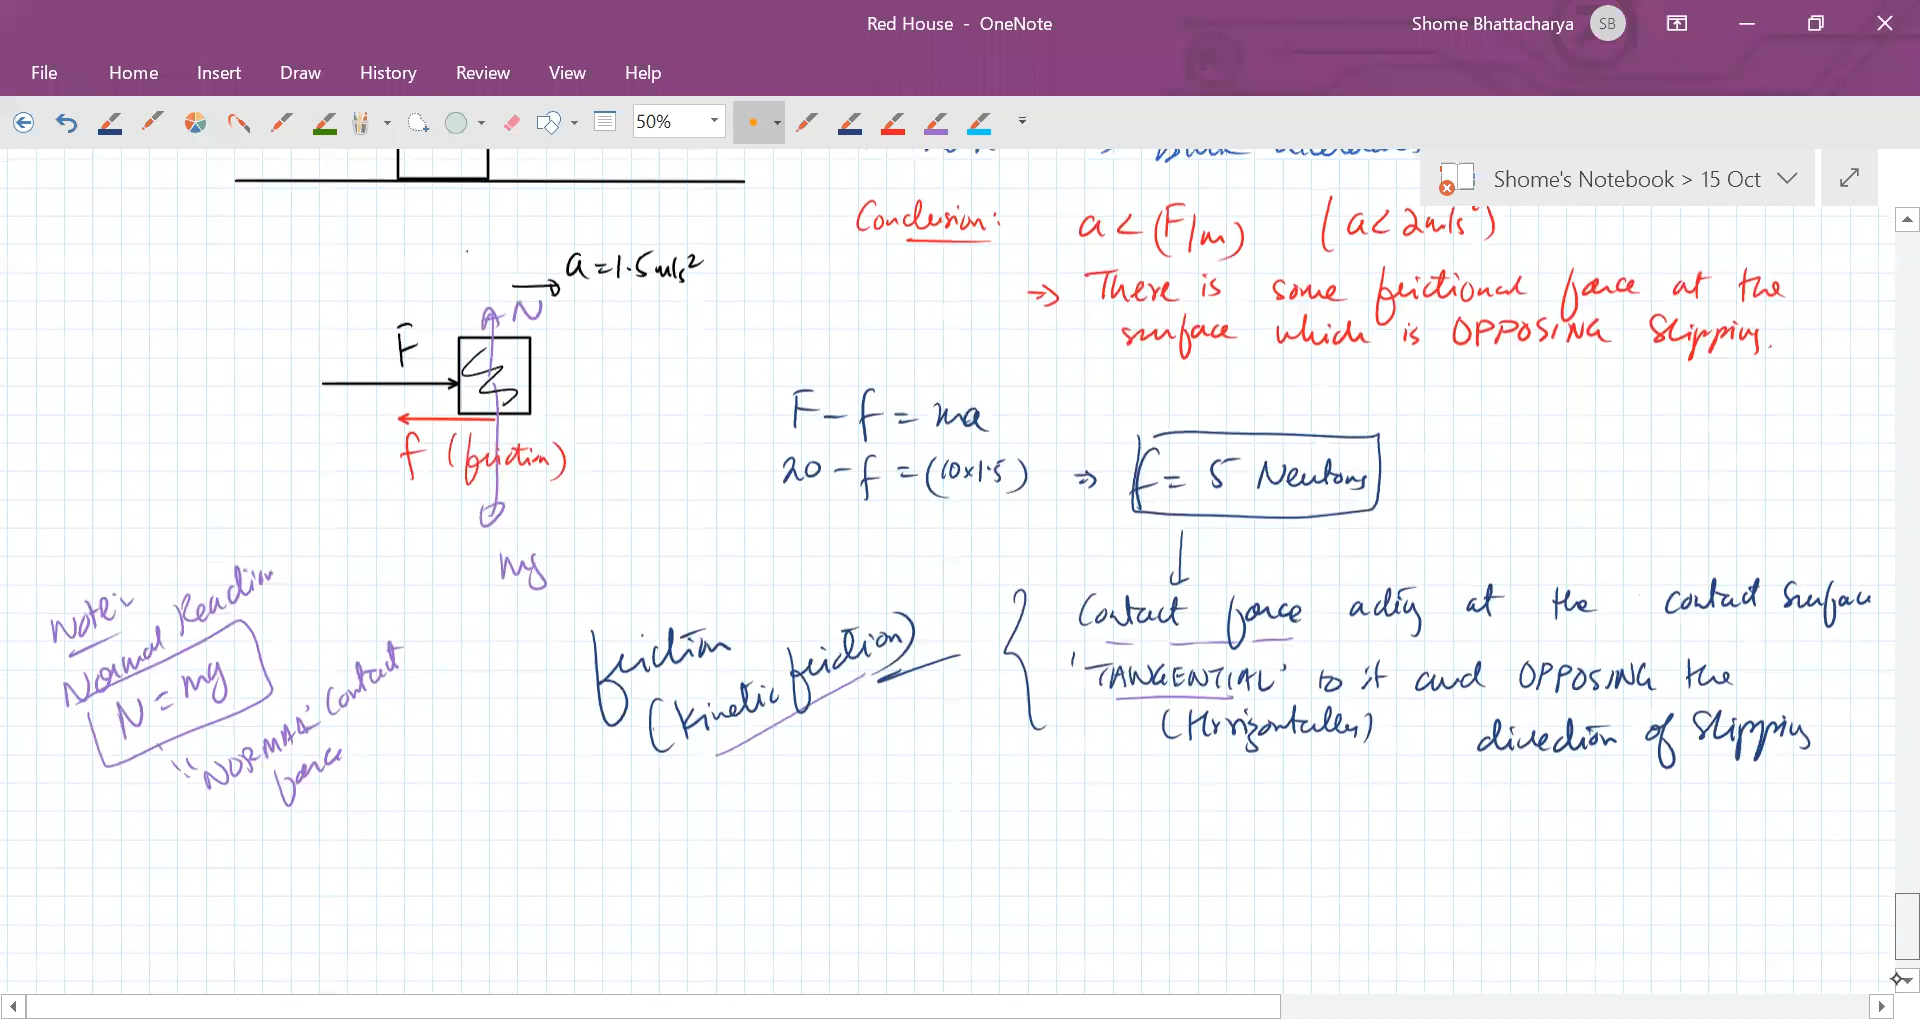 Red House - OneNote
Shome Bhattacharya SB
File Home Insert Draw History Review View Help
50%
Shome's Notebook > 15 Oct
Conclusion: a < (F/m) (a < 2m/s²)
⇒ There is some frictional force at the
surface which is OPPOSING slipping.
a = 1.5 m/s²
N
F
f (friction)
mg
F - f = ma
20 - f = (10×1.5) ⇒ f = 5 Newtons
Note:
Normal Reaction
N = mg
"NORMAL' Contact
force
friction
(Kinetic friction)
Contact force acting at the contact surface
'TANGENTIAL' to it and OPPOSING the
(Horizontally) direction of slipping